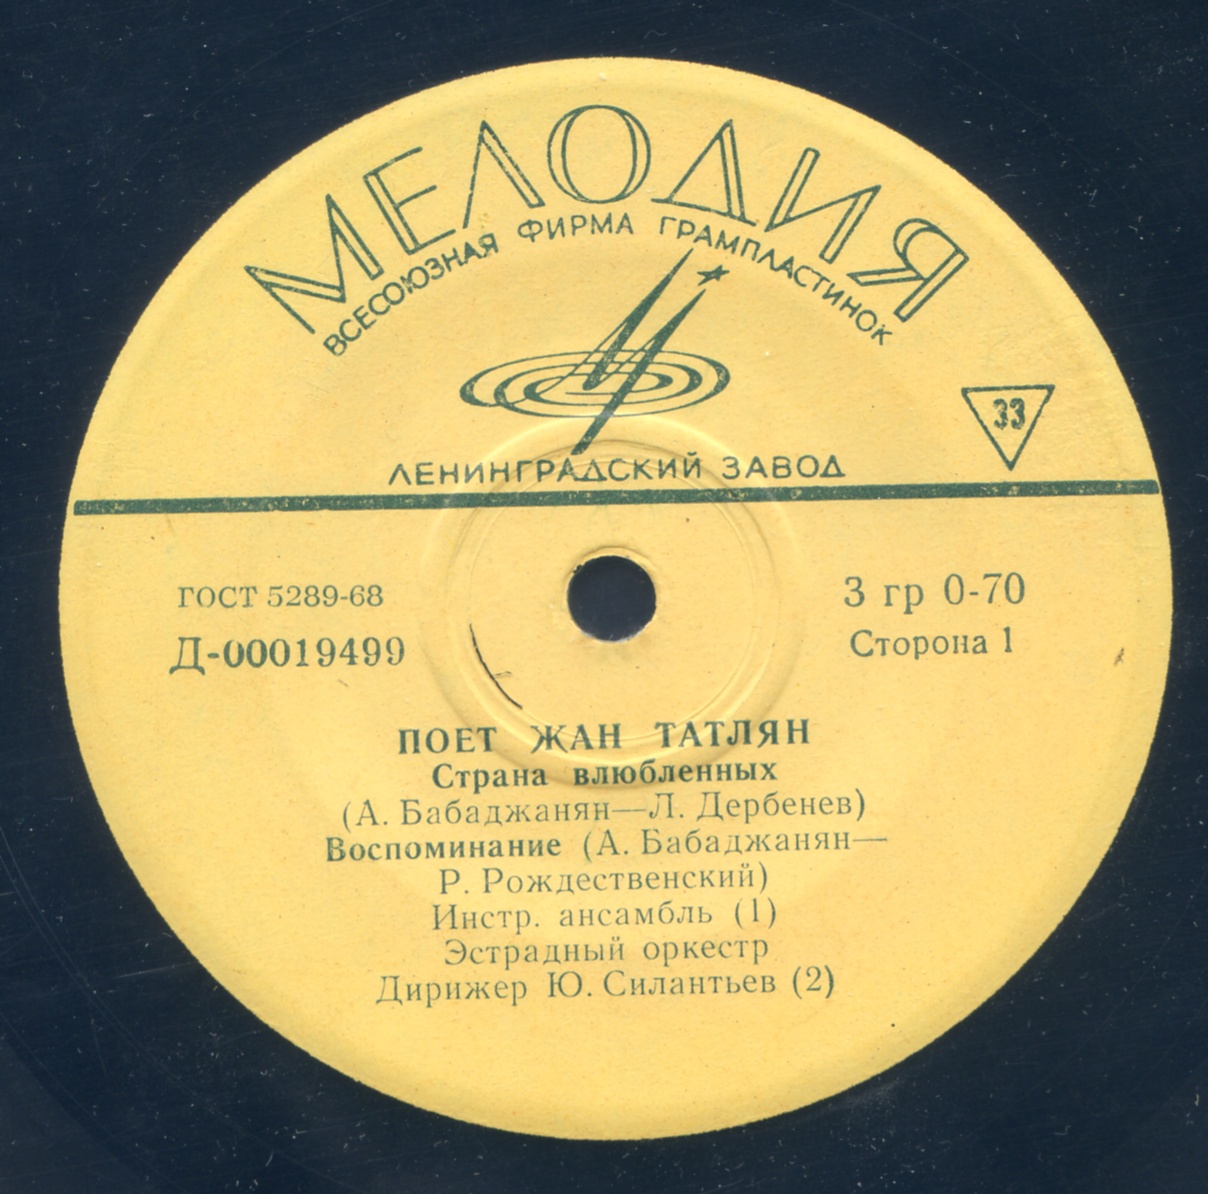 МЕЛОДИЯ
ВСЕСОЮЗНАЯ ФИРМА ГРАМПЛАСТИНОК
33
ЛЕНИНГРАДСКИЙ ЗАВОД
ГОСТ 5289-68
3 гр 0-70
Д-00019499
Сторона 1
ПОЕТ ЖАН ТАТЛЯН
Страна влюбленных
(А. Бабаджанян—Л. Дербенев)
Воспоминание (А. Бабаджанян—
Р. Рождественский)
Инстр. ансамбль (1)
Эстрадный оркестр
Дирижер Ю. Силантьев (2)